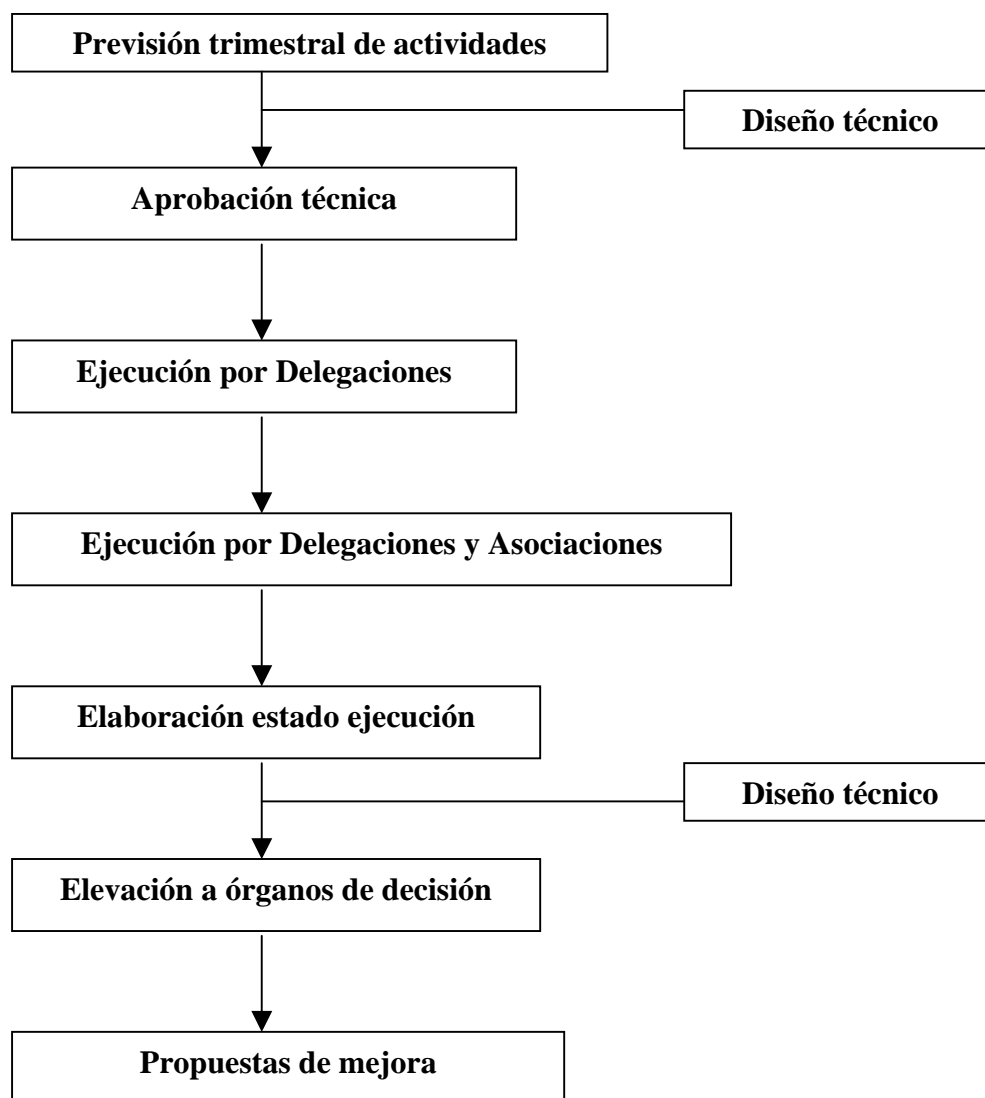 Previsión trimestral de actividades
Diseño técnico
Aprobación técnica
Ejecución por Delegaciones
Ejecución por Delegaciones y Asociaciones
Elaboración estado ejecución
Diseño técnico
Elevación a órganos de decisión
Propuestas de mejora